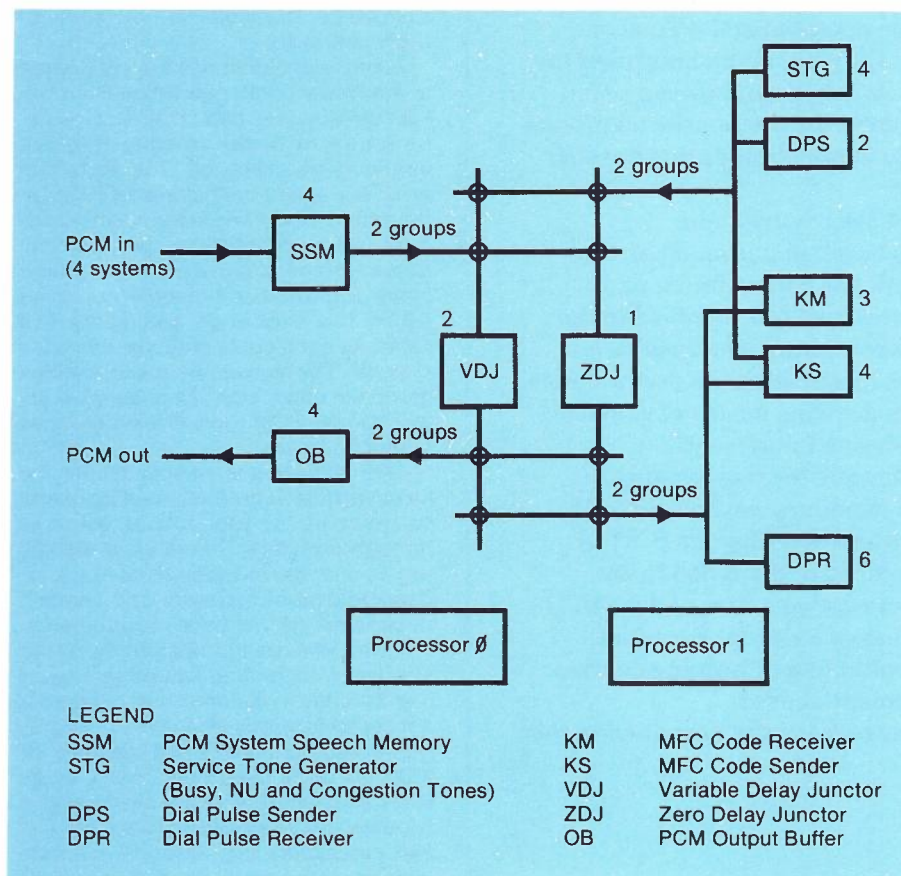 STG 4
DPS 2
2 groups
4
PCM in
(4 systems)
SSM
2 groups
KM 3
2
VDJ
1
ZDJ
KS 4
4
PCM out
OB
2 groups
2 groups
DPR 6
Processor Ø
Processor 1
LEGEND
SSM PCM System Speech Memory
STG Service Tone Generator
(Busy, NU and Congestion Tones)
DPS Dial Pulse Sender
DPR Dial Pulse Receiver
KM MFC Code Receiver
KS MFC Code Sender
VDJ Variable Delay Junctor
ZDJ Zero Delay Junctor
OB PCM Output Buffer